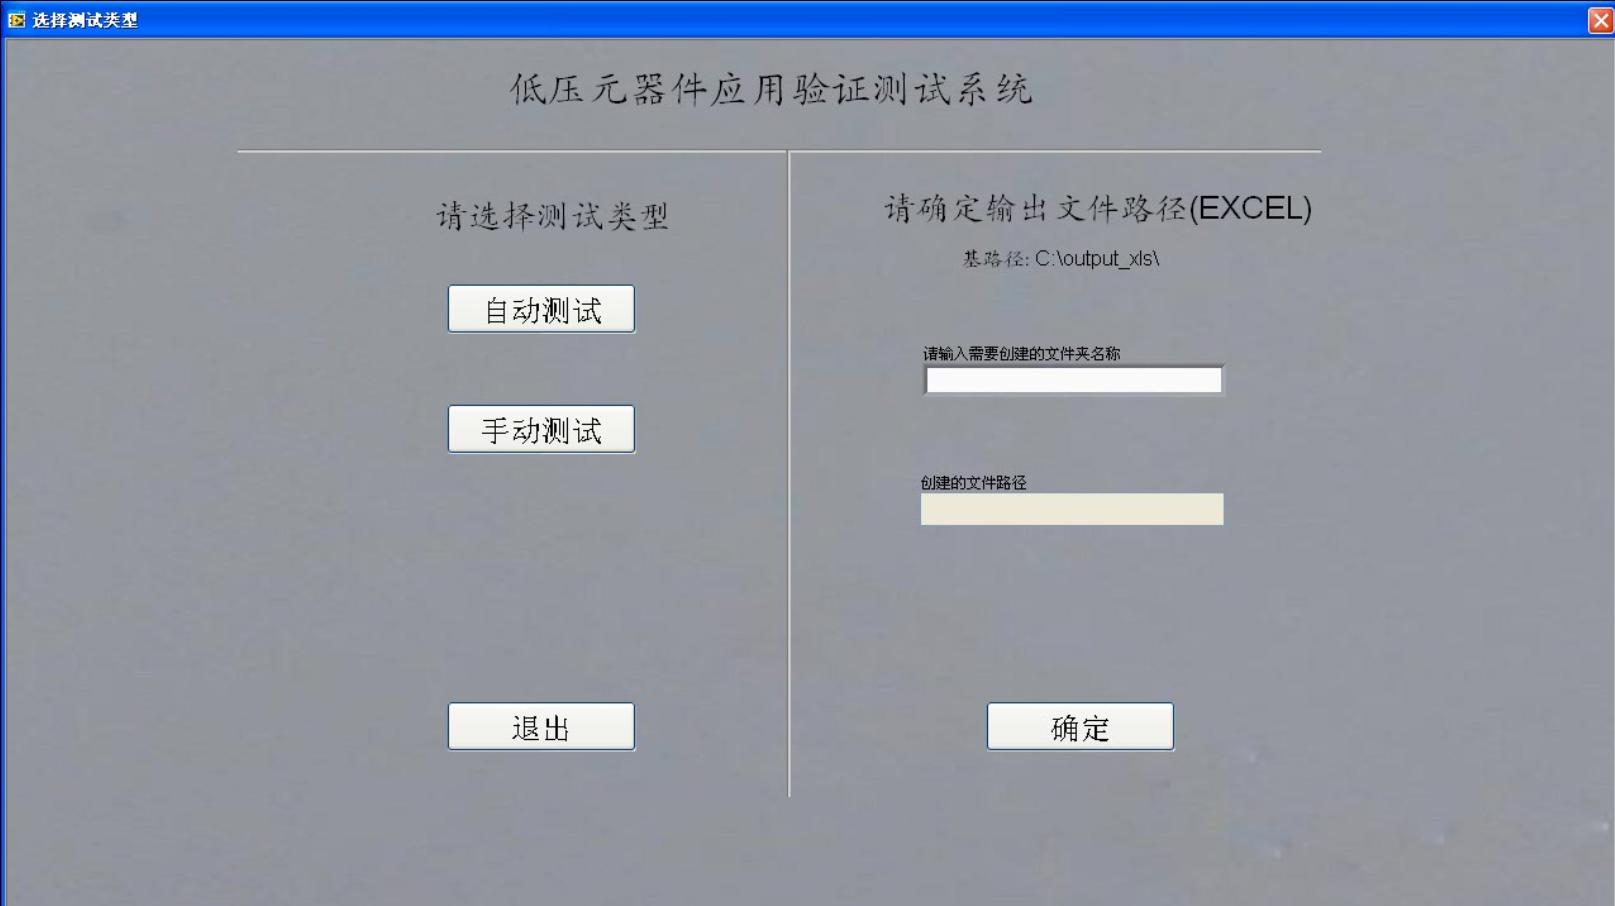 选择测试类型
低压元器件应用验证测试系统
请选择测试类型
自动测试
手动测试
退出
请确定输出文件路径(EXCEL)
基路径: C:\output_xls\
请输入需要创建的文件夹名称
创建的文件路径
确定